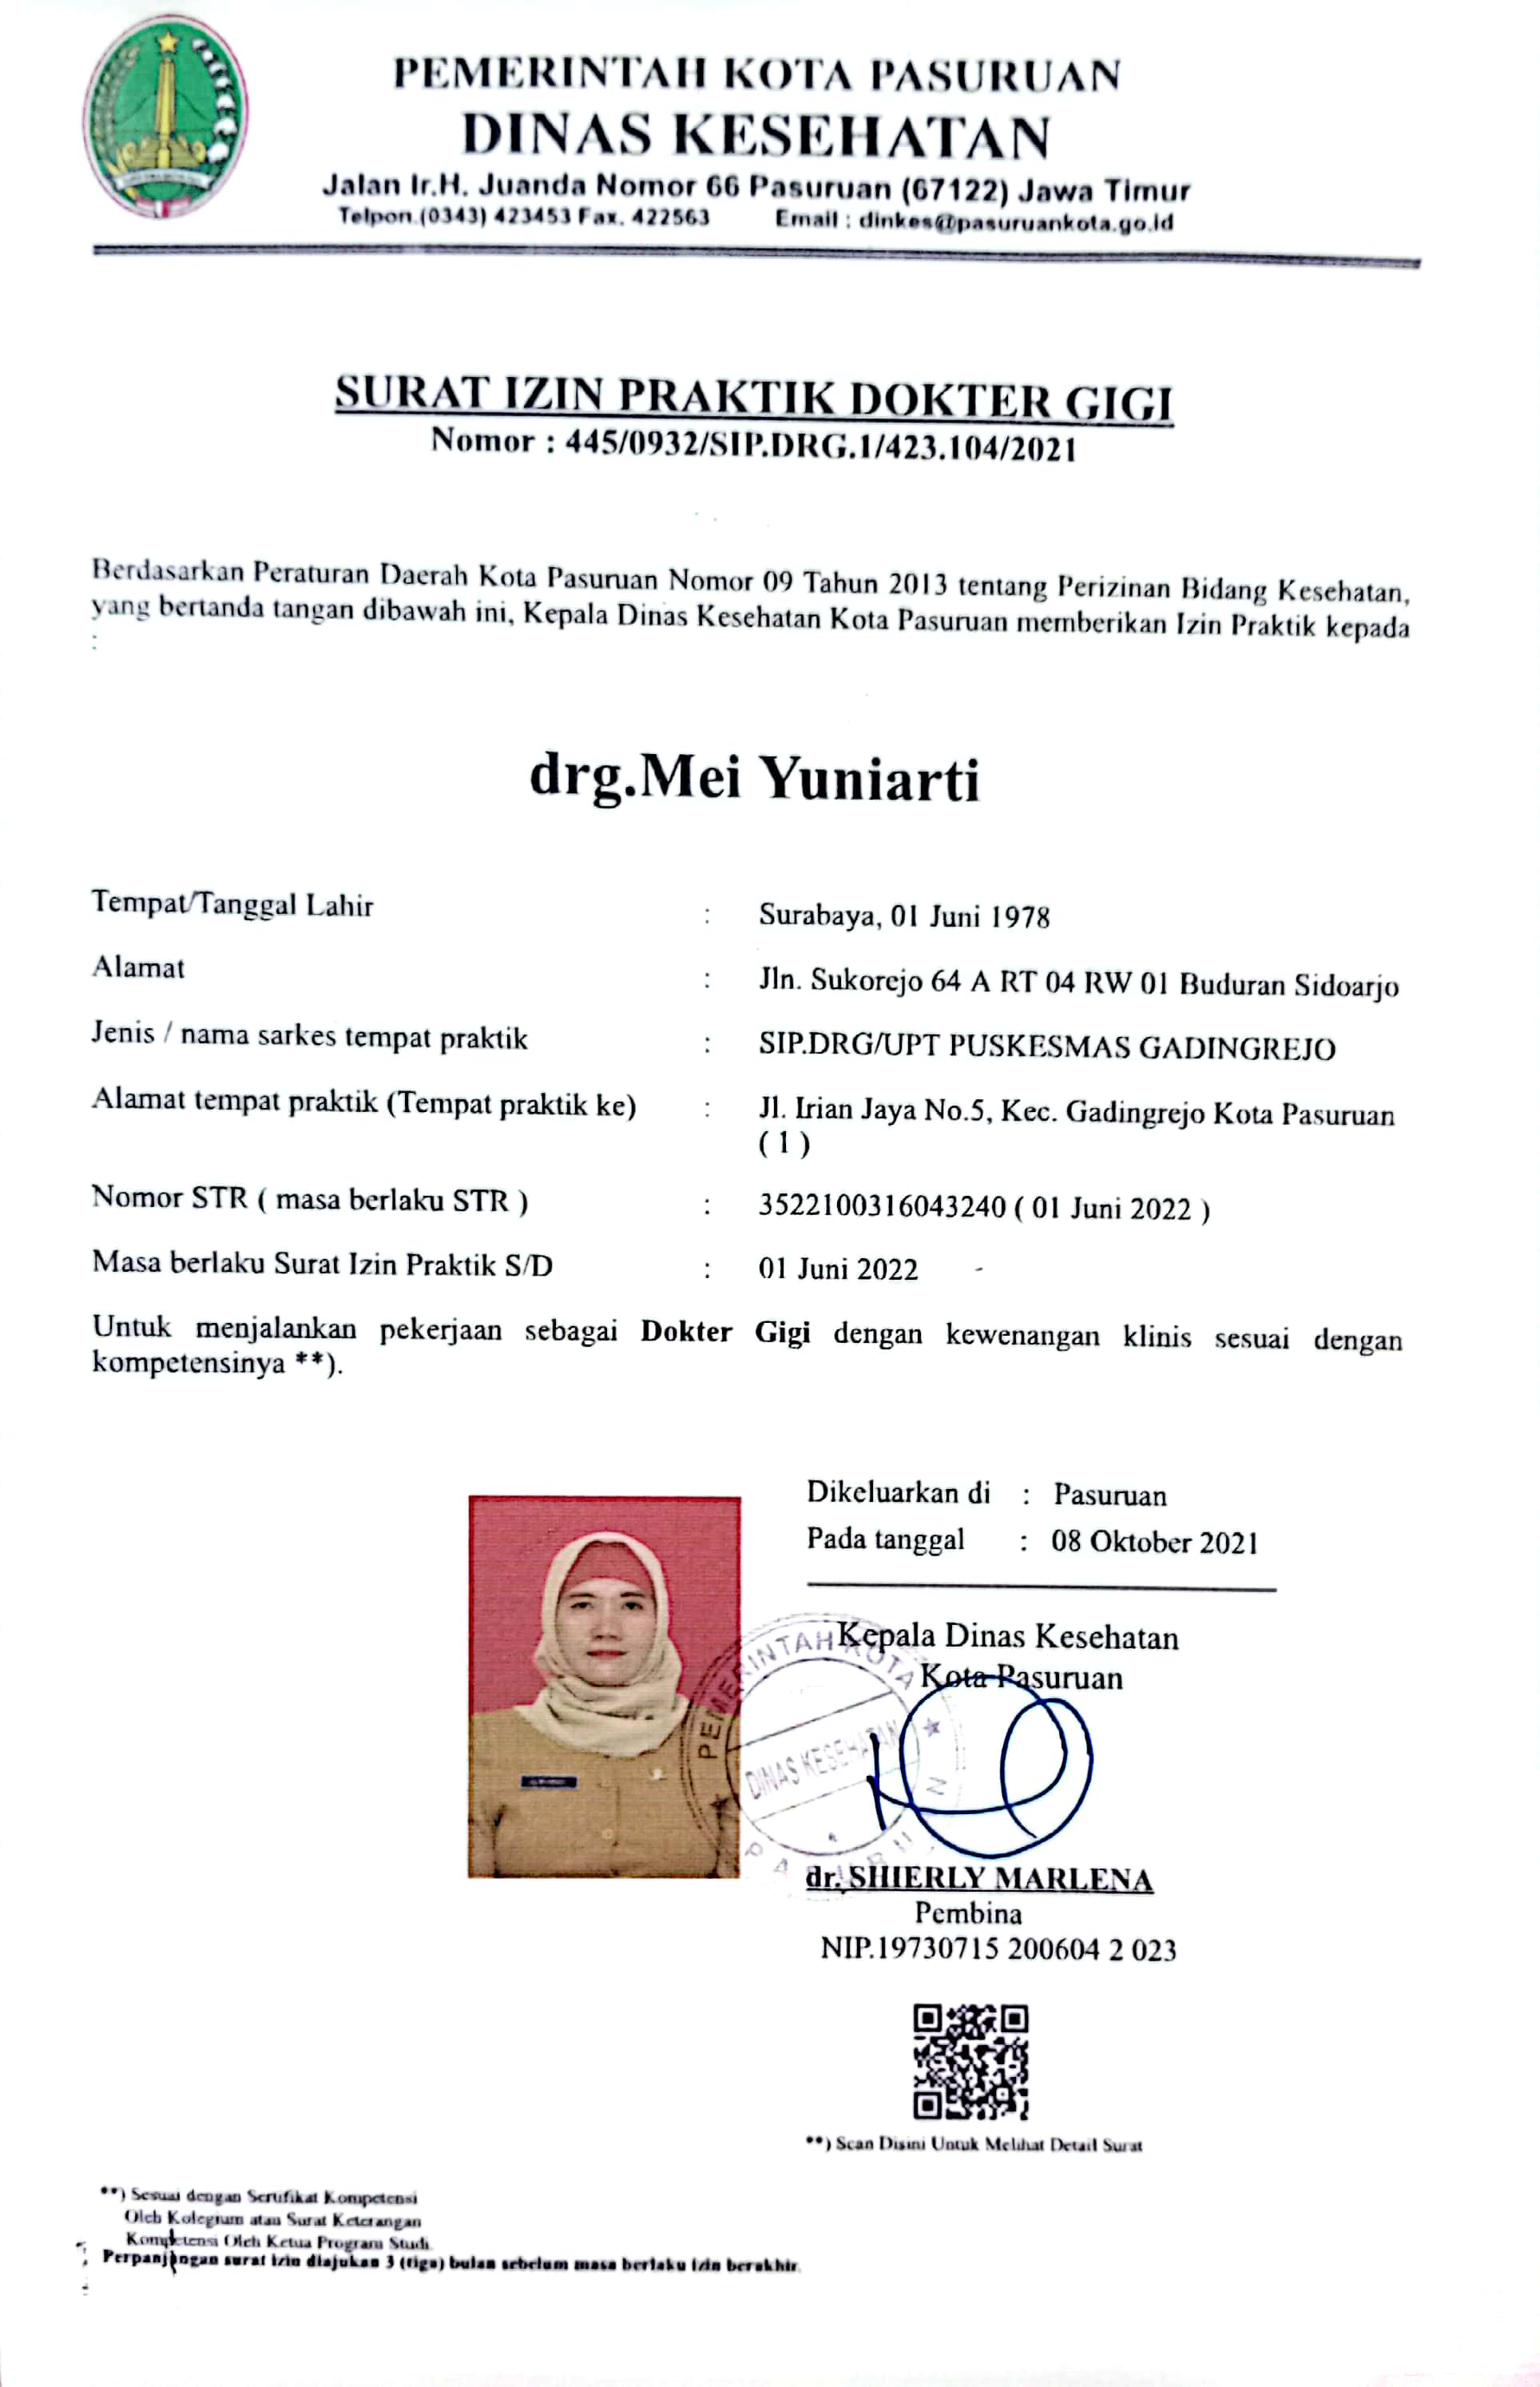 PEMERINTAH KOTA PASURUAN
DINAS KESEHATAN
Jalan Ir.H. Juanda Nomor 66 Pasuruan (67122) Jawa Timur
Telpon.(0343) 423453 Fax. 422563 Email : dinkes@pasuruankota.go.id
SURAT IZIN PRAKTIK DOKTER GIGI
Nomor : 445/0932/SIP.DRG.1/423.104/2021
Berdasarkan Peraturan Daerah Kota Pasuruan Nomor 09 Tahun 2013 tentang Perizinan Bidang Kesehatan,
yang bertanda tangan dibawah ini, Kepala Dinas Kesehatan Kota Pasuruan memberikan Izin Praktik kepada
:
drg.Mei Yuniarti
Tempat/Tanggal Lahir : Surabaya, 01 Juni 1978
Alamat : Jln. Sukorejo 64 A RT 04 RW 01 Buduran Sidoarjo
Jenis / nama sarkes tempat praktik : SIP.DRG/UPT PUSKESMAS GADINGREJO
Alamat tempat praktik (Tempat praktik ke) : Jl. Irian Jaya No.5, Kec. Gadingrejo Kota Pasuruan
( 1 )
Nomor STR ( masa berlaku STR ) : 3522100316043240 ( 01 Juni 2022 )
Masa berlaku Surat Izin Praktik S/D : 01 Juni 2022
Untuk menjalankan pekerjaan sebagai Dokter Gigi dengan kewenangan klinis sesuai dengan
kompetensinya **).
Dikeluarkan di : Pasuruan
Pada tanggal : 08 Oktober 2021
Kepala Dinas Kesehatan
Kota Pasuruan
PEMERINTAH KOTA
DINAS KESEHATAN
PASURUAN
dr. SHIERLY MARLENA
Pembina
NIP.19730715 200604 2 023
**) Scan Disini Untuk Melihat Detail Surat
**) Sesuai dengan Sertifikat Kompetensi
Oleh Kolegium atau Surat Keterangan
Kompetensi Oleh Ketua Program Studi
Perpanjangan surat izin diajukan 3 (tiga) bulan sebelum masa berlaku izin berakhir.